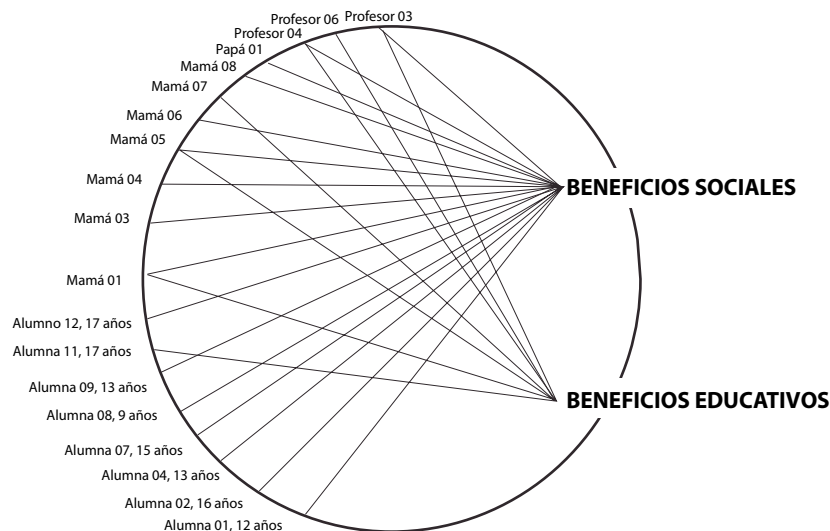 Profesor 03
Profesor 06
Profesor 04
Papá 01
Mamá 08
Mamá 07
Mamá 06
Mamá 05
Mamá 04
Mamá 03
Mamá 01
Alumno 12, 17 años
Alumna 11, 17 años
Alumna 09, 13 años
Alumna 08, 9 años
Alumna 07, 15 años
Alumna 04, 13 años
Alumna 02, 16 años
Alumna 01, 12 años
BENEFICIOS SOCIALES
BENEFICIOS EDUCATIVOS